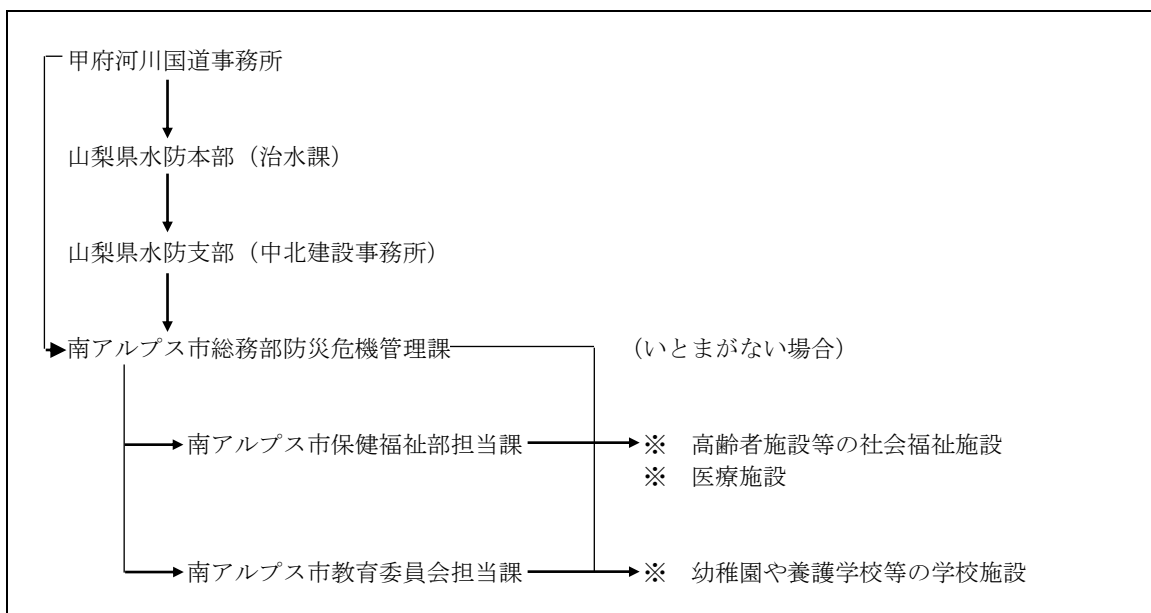 甲府河川国道事務所
山梨県水防本部（治水課）
山梨県水防支部（中北建設事務所）
南アルプス市総務部防災危機管理課 （いとまがない場合）
南アルプス市保健福祉部担当課 ※ 高齢者施設等の社会福祉施設
※ 医療施設
南アルプス市教育委員会担当課 ※ 幼稚園や養護学校等の学校施設